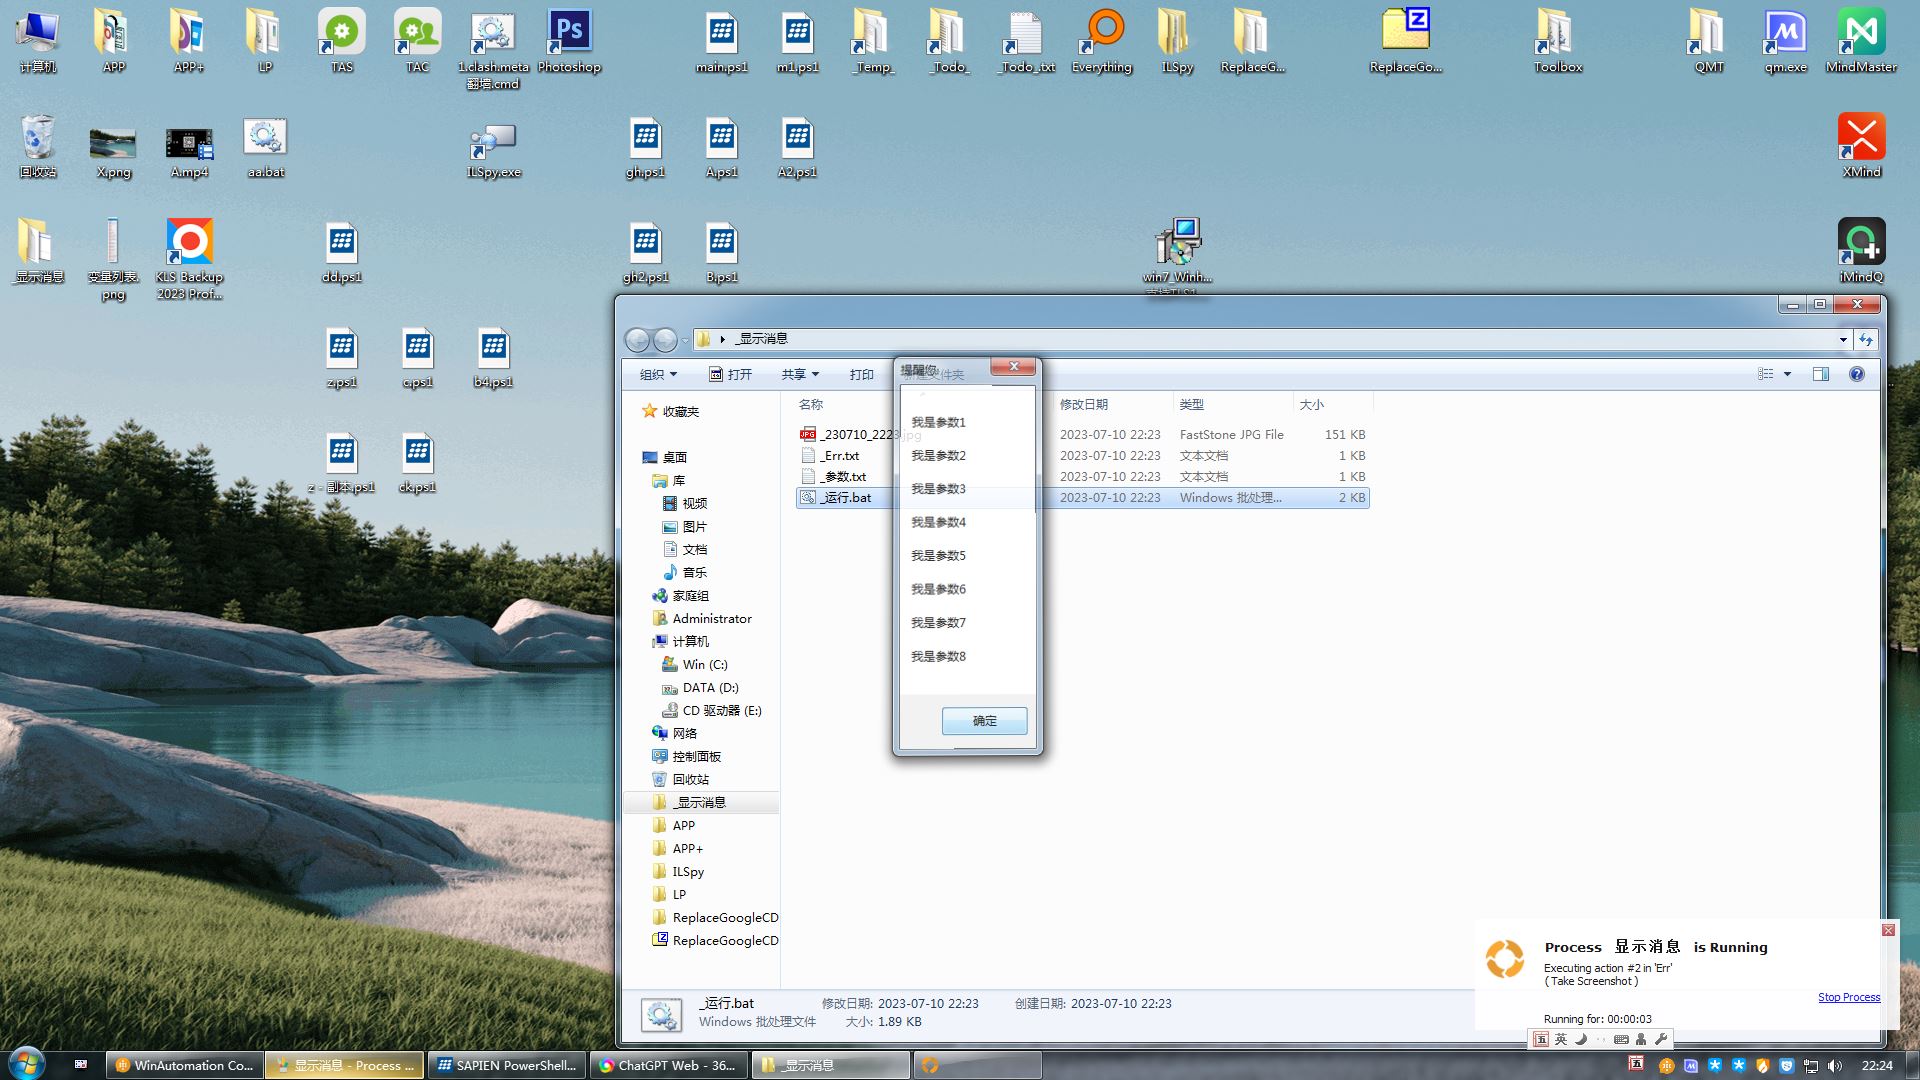 计算机
APP
APP+
LP
TAS
TAC
1.clash.meta
翻墙.cmd
Photoshop
main.ps1
m1.ps1
_Temp_
_Todo_
_Todo_.txt
Everything
ILSpy
ReplaceG...
ReplaceGo...
Toolbox
QMT
qm.exe
MindMaster
回收站
X.png
A.mp4
aa.bat
ILSpy.exe
gh.ps1
A.ps1
A2.ps1
XMind
_显示消息
变量列表.
png
KLS Backup
2023 Prof...
dd.ps1
gh2.ps1
B.ps1
win7_Winh...
iMindQ
z.ps1
c.ps1
b4.ps1
z - 副本.ps1
ck.ps1
_显示消息
组织
打开
共享
打印
新建文件夹
收藏夹
桌面
库
视频
图片
文档
音乐
家庭组
Administrator
计算机
Win (C:)
DATA (D:)
CD 驱动器 (E:)
网络
控制面板
回收站
_显示消息
APP
APP+
ILSpy
LP
ReplaceGoogleCD
ReplaceGoogleCD
名称 修改日期 类型 大小
_230710_2223.jpg 2023-07-10 22:23 FastStone JPG File 151 KB
_Err.txt 2023-07-10 22:23 文本文档 1 KB
_参数.txt 2023-07-10 22:23 文本文档 1 KB
_运行.bat 2023-07-10 22:23 Windows 批处理... 2 KB
提醒您
我是参数1
我是参数2
我是参数3
我是参数4
我是参数5
我是参数6
我是参数7
我是参数8
确定
_运行.bat 修改日期: 2023-07-10 22:23 创建日期: 2023-07-10 22:23
Windows 批处理文件 大小: 1.89 KB
Process 显示消息 is Running
Executing action #2 in 'Err'
( Take Screenshot )
Stop Process
Running for: 00:00:03
五 英
WinAutomation Co...
显示消息 - Process ...
SAPIEN PowerShell...
ChatGPT Web - 36...
_显示消息
五
22:24